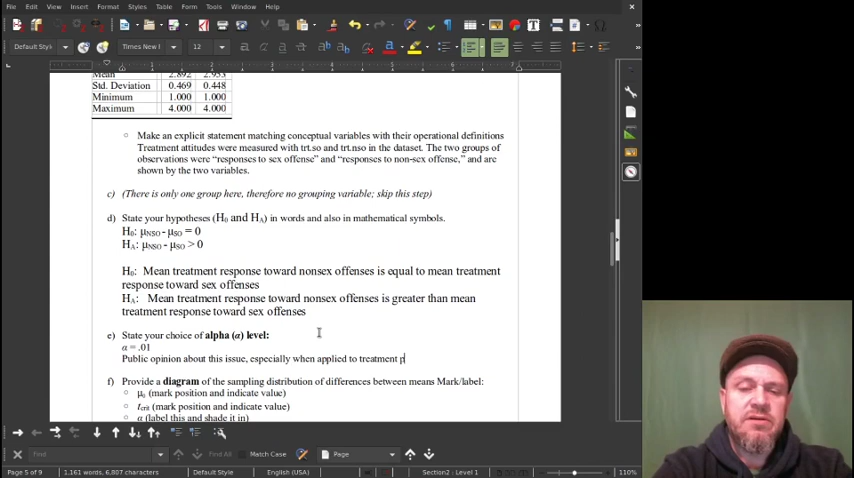 File Edit View Insert Format Styles Table Form Tools Window Help
Default Styl Times New 12
Mean 2.892 2.953
Std. Deviation 0.469 0.448
Minimum 1.000 1.000
Maximum 4.000 4.000
○ Make an explicit statement matching conceptual variables with their operational definitions
Treatment attitudes were measured with trt.so and trt.nso in the dataset. The two groups of
observations were “responses to sex offense” and “responses to non-sex offense,” and are
shown by the two variables.
c) (There is only one group here, therefore no grouping variable; skip this step)
d) State your hypotheses (H0 and HA) in words and also in mathematical symbols.
H0: μNSO - μSO = 0
HA: μNSO - μSO > 0
H0: Mean treatment response toward nonsex offenses is equal to mean treatment
response toward sex offenses
HA: Mean treatment response toward nonsex offenses is greater than mean
treatment response toward sex offenses
e) State your choice of alpha (α) level:
α = .01
Public opinion about this issue, especially when applied to treatment p
f) Provide a diagram of the sampling distribution of differences between means Mark/label:
○ μ0 (mark position and indicate value)
○ tcrit (mark position and indicate value)
○ α (label this and shade it in)
Find Find All Match Case Page
Page 5 of 9 1,161 words, 6,807 characters Default Style English (USA) Section2 : Level 1 110%